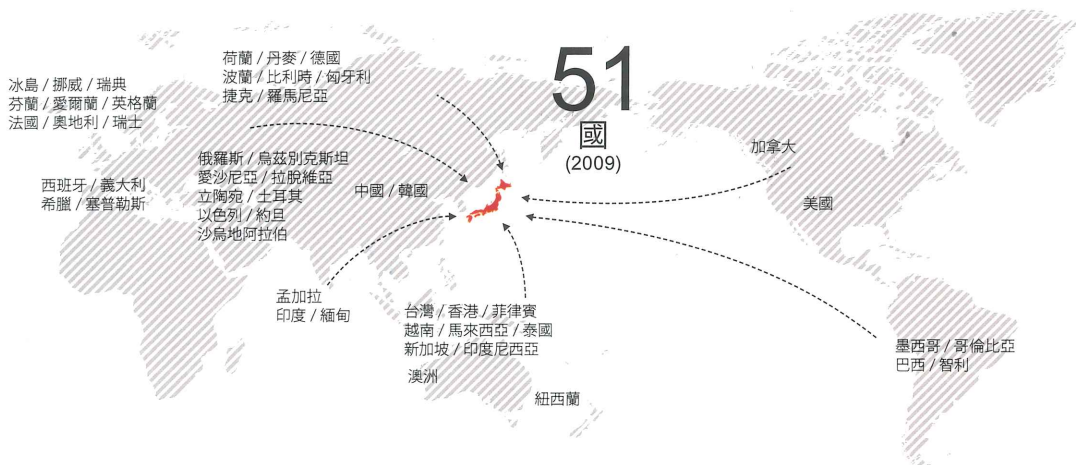 51
國
(2009)
冰島 / 挪威 / 瑞典
芬蘭 / 愛爾蘭 / 英格蘭
法國 / 奧地利 / 瑞士
荷蘭 / 丹麥 / 德國
波蘭 / 比利時 / 匈牙利
捷克 / 羅馬尼亞
西班牙 / 義大利
希臘 / 塞普勒斯
俄羅斯 / 烏茲別克斯坦
愛沙尼亞 / 拉脫維亞
立陶宛 / 土耳其
以色列 / 約旦
沙烏地阿拉伯
中國 / 韓國
加拿大
美國
孟加拉
印度 / 緬甸
台灣 / 香港 / 菲律賓
越南 / 馬來西亞 / 泰國
新加坡 / 印度尼西亞
澳洲
紐西蘭
墨西哥 / 哥倫比亞
巴西 / 智利